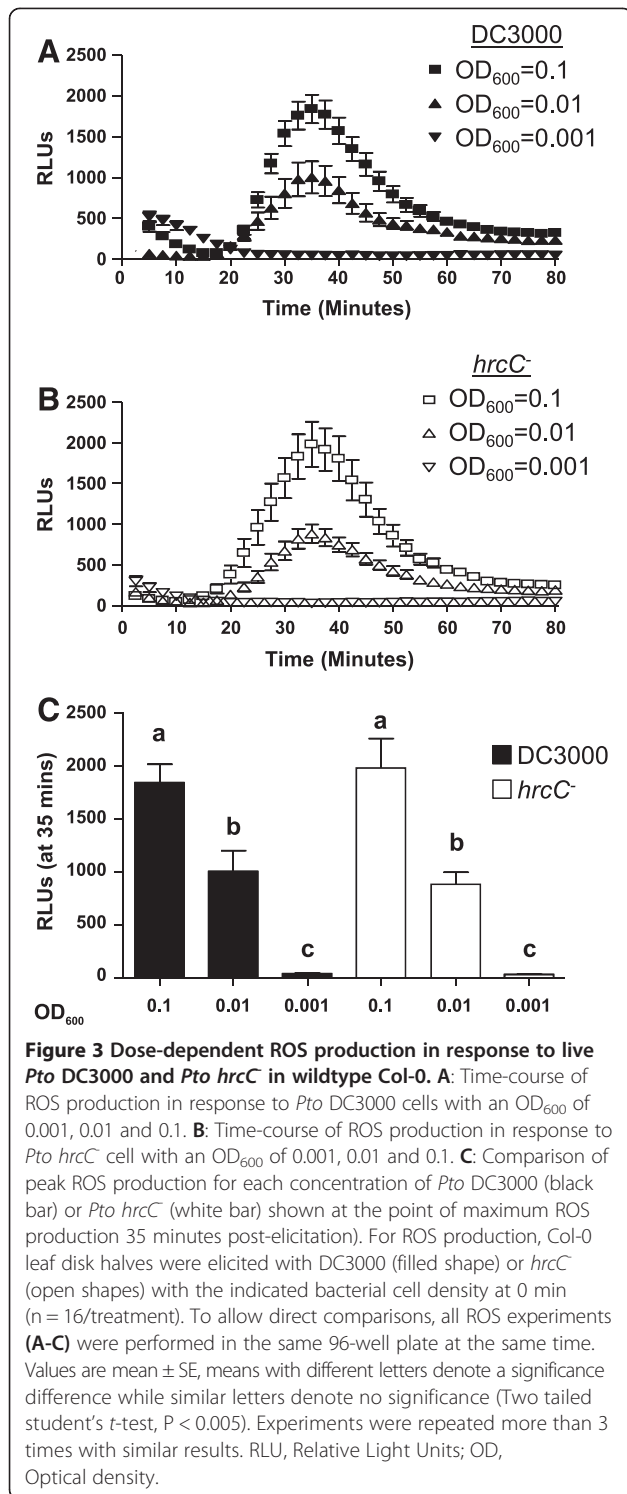 A
DC3000
OD600=0.1
OD600=0.01
OD600=0.001
2500
2000
1500
1000
500
0
RLUs
0 10 20 30 40 50 60 70 80
Time (Minutes)
B
hrcC-
OD600=0.1
OD600=0.01
OD600=0.001
2500
2000
1500
1000
500
0
RLUs
0 10 20 30 40 50 60 70 80
Time (Minutes)
C
2500
2000
1500
1000
500
0
RLUs (at 35 mins)
a
b
c
a
b
c
DC3000
hrcC-
OD600
0.1 0.01 0.001 0.1 0.01 0.001
Figure 3 Dose-dependent ROS production in response to live
Pto DC3000 and Pto hrcC- in wildtype Col-0. A: Time-course of
ROS production in response to Pto DC3000 cells with an OD600 of
0.001, 0.01 and 0.1. B: Time-course of ROS production in response to
Pto hrcC- cell with an OD600 of 0.001, 0.01 and 0.1. C: Comparison of
peak ROS production for each concentration of Pto DC3000 (black
bar) or Pto hrcC- (white bar) shown at the point of maximum ROS
production 35 minutes post-elicitation). For ROS production, Col-0
leaf disk halves were elicited with DC3000 (filled shape) or hrcC-
(open shapes) with the indicated bacterial cell density at 0 min
(n = 16/treatment). To allow direct comparisons, all ROS experiments
(A-C) were performed in the same 96-well plate at the same time.
Values are mean ± SE, means with different letters denote a significance
difference while similar letters denote no significance (Two tailed
student's t-test, P < 0.005). Experiments were repeated more than 3
times with similar results. RLU, Relative Light Units; OD,
Optical density.